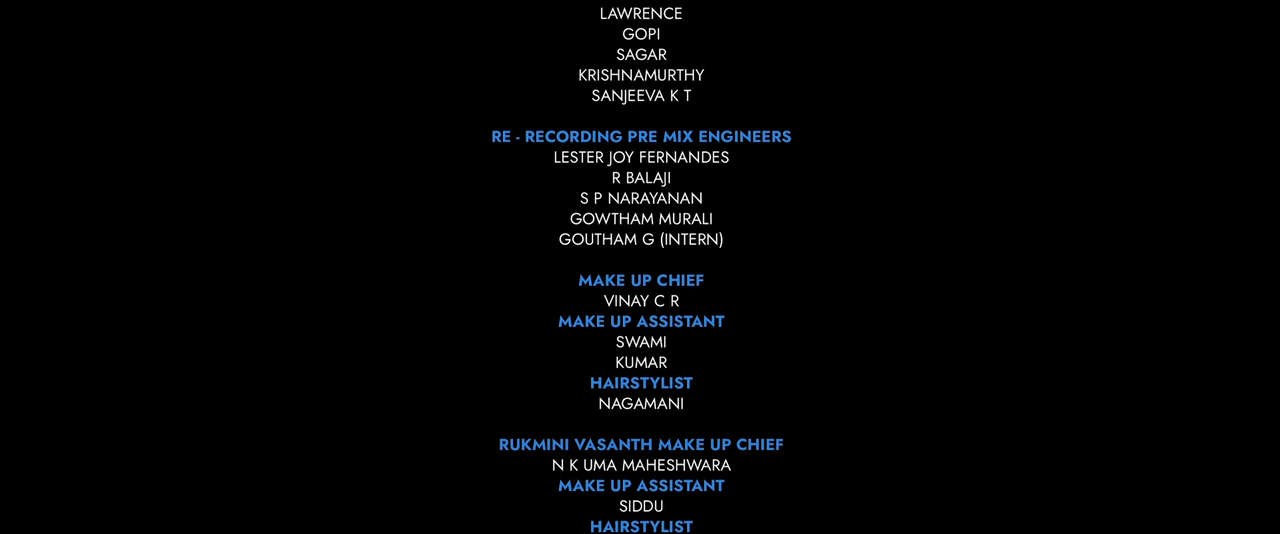 LAWRENCE
GOPI
SAGAR
KRISHNAMURTHY
SANJEEVA K T
RE - RECORDING PRE MIX ENGINEERS
LESTER JOY FERNANDES
R BALAJI
S P NARAYANAN
GOWTHAM MURALI
GOUTHAM G (INTERN)
MAKE UP CHIEF
VINAY C R
MAKE UP ASSISTANT
SWAMI
KUMAR
HAIRSTYLIST
NAGAMANI
RUKMINI VASANTH MAKE UP CHIEF
N K UMA MAHESHWARA
MAKE UP ASSISTANT
SIDDU
HAIRSTYLIST